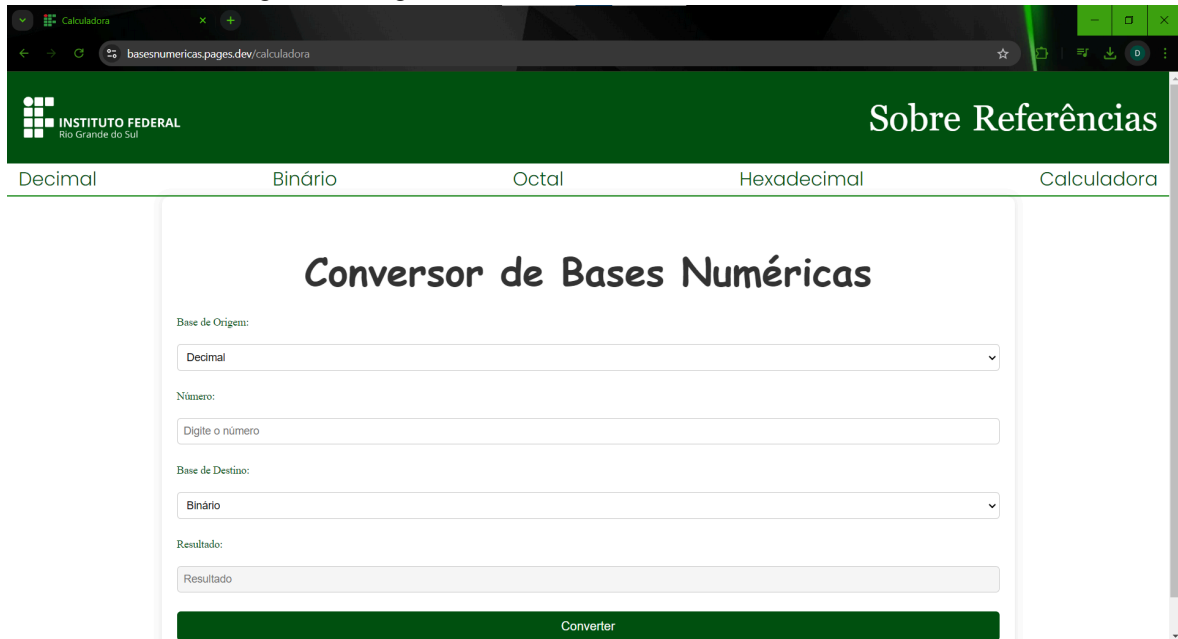 Calculadora
basesnumericas.pages.dev/calculadora
D
INSTITUTO FEDERAL
Rio Grande do Sul
Sobre Referências
Decimal Binário Octal Hexadecimal Calculadora
Conversor de Bases Numéricas
Base de Origem:
Decimal
Número:
Digite o número
Base de Destino:
Binário
Resultado:
Resultado
Converter